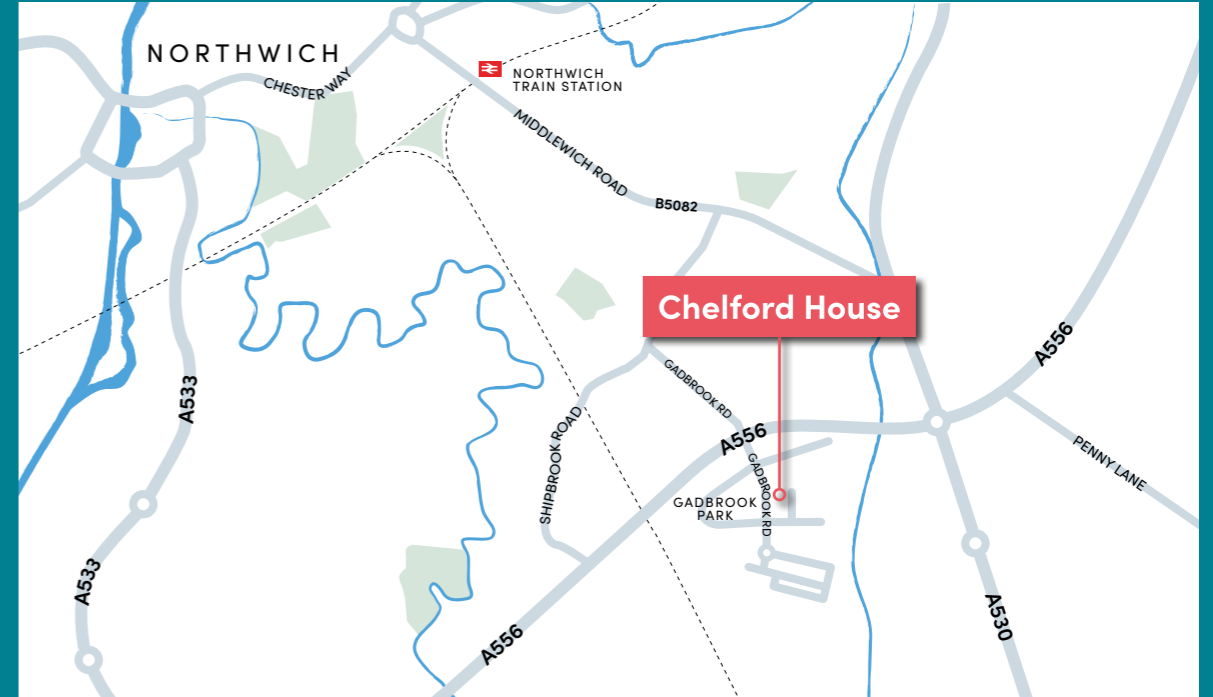 NORTHWICH
CHESTER WAY
NORTHWICH
TRAIN STATION
MIDDLEWICH ROAD
B5082
Chelford House
A556
A533
GADBROOK RD
A556
SHIPBROOK ROAD
GADBROOK RD
PENNY LANE
GADBROOK
PARK
A533
A530
A556